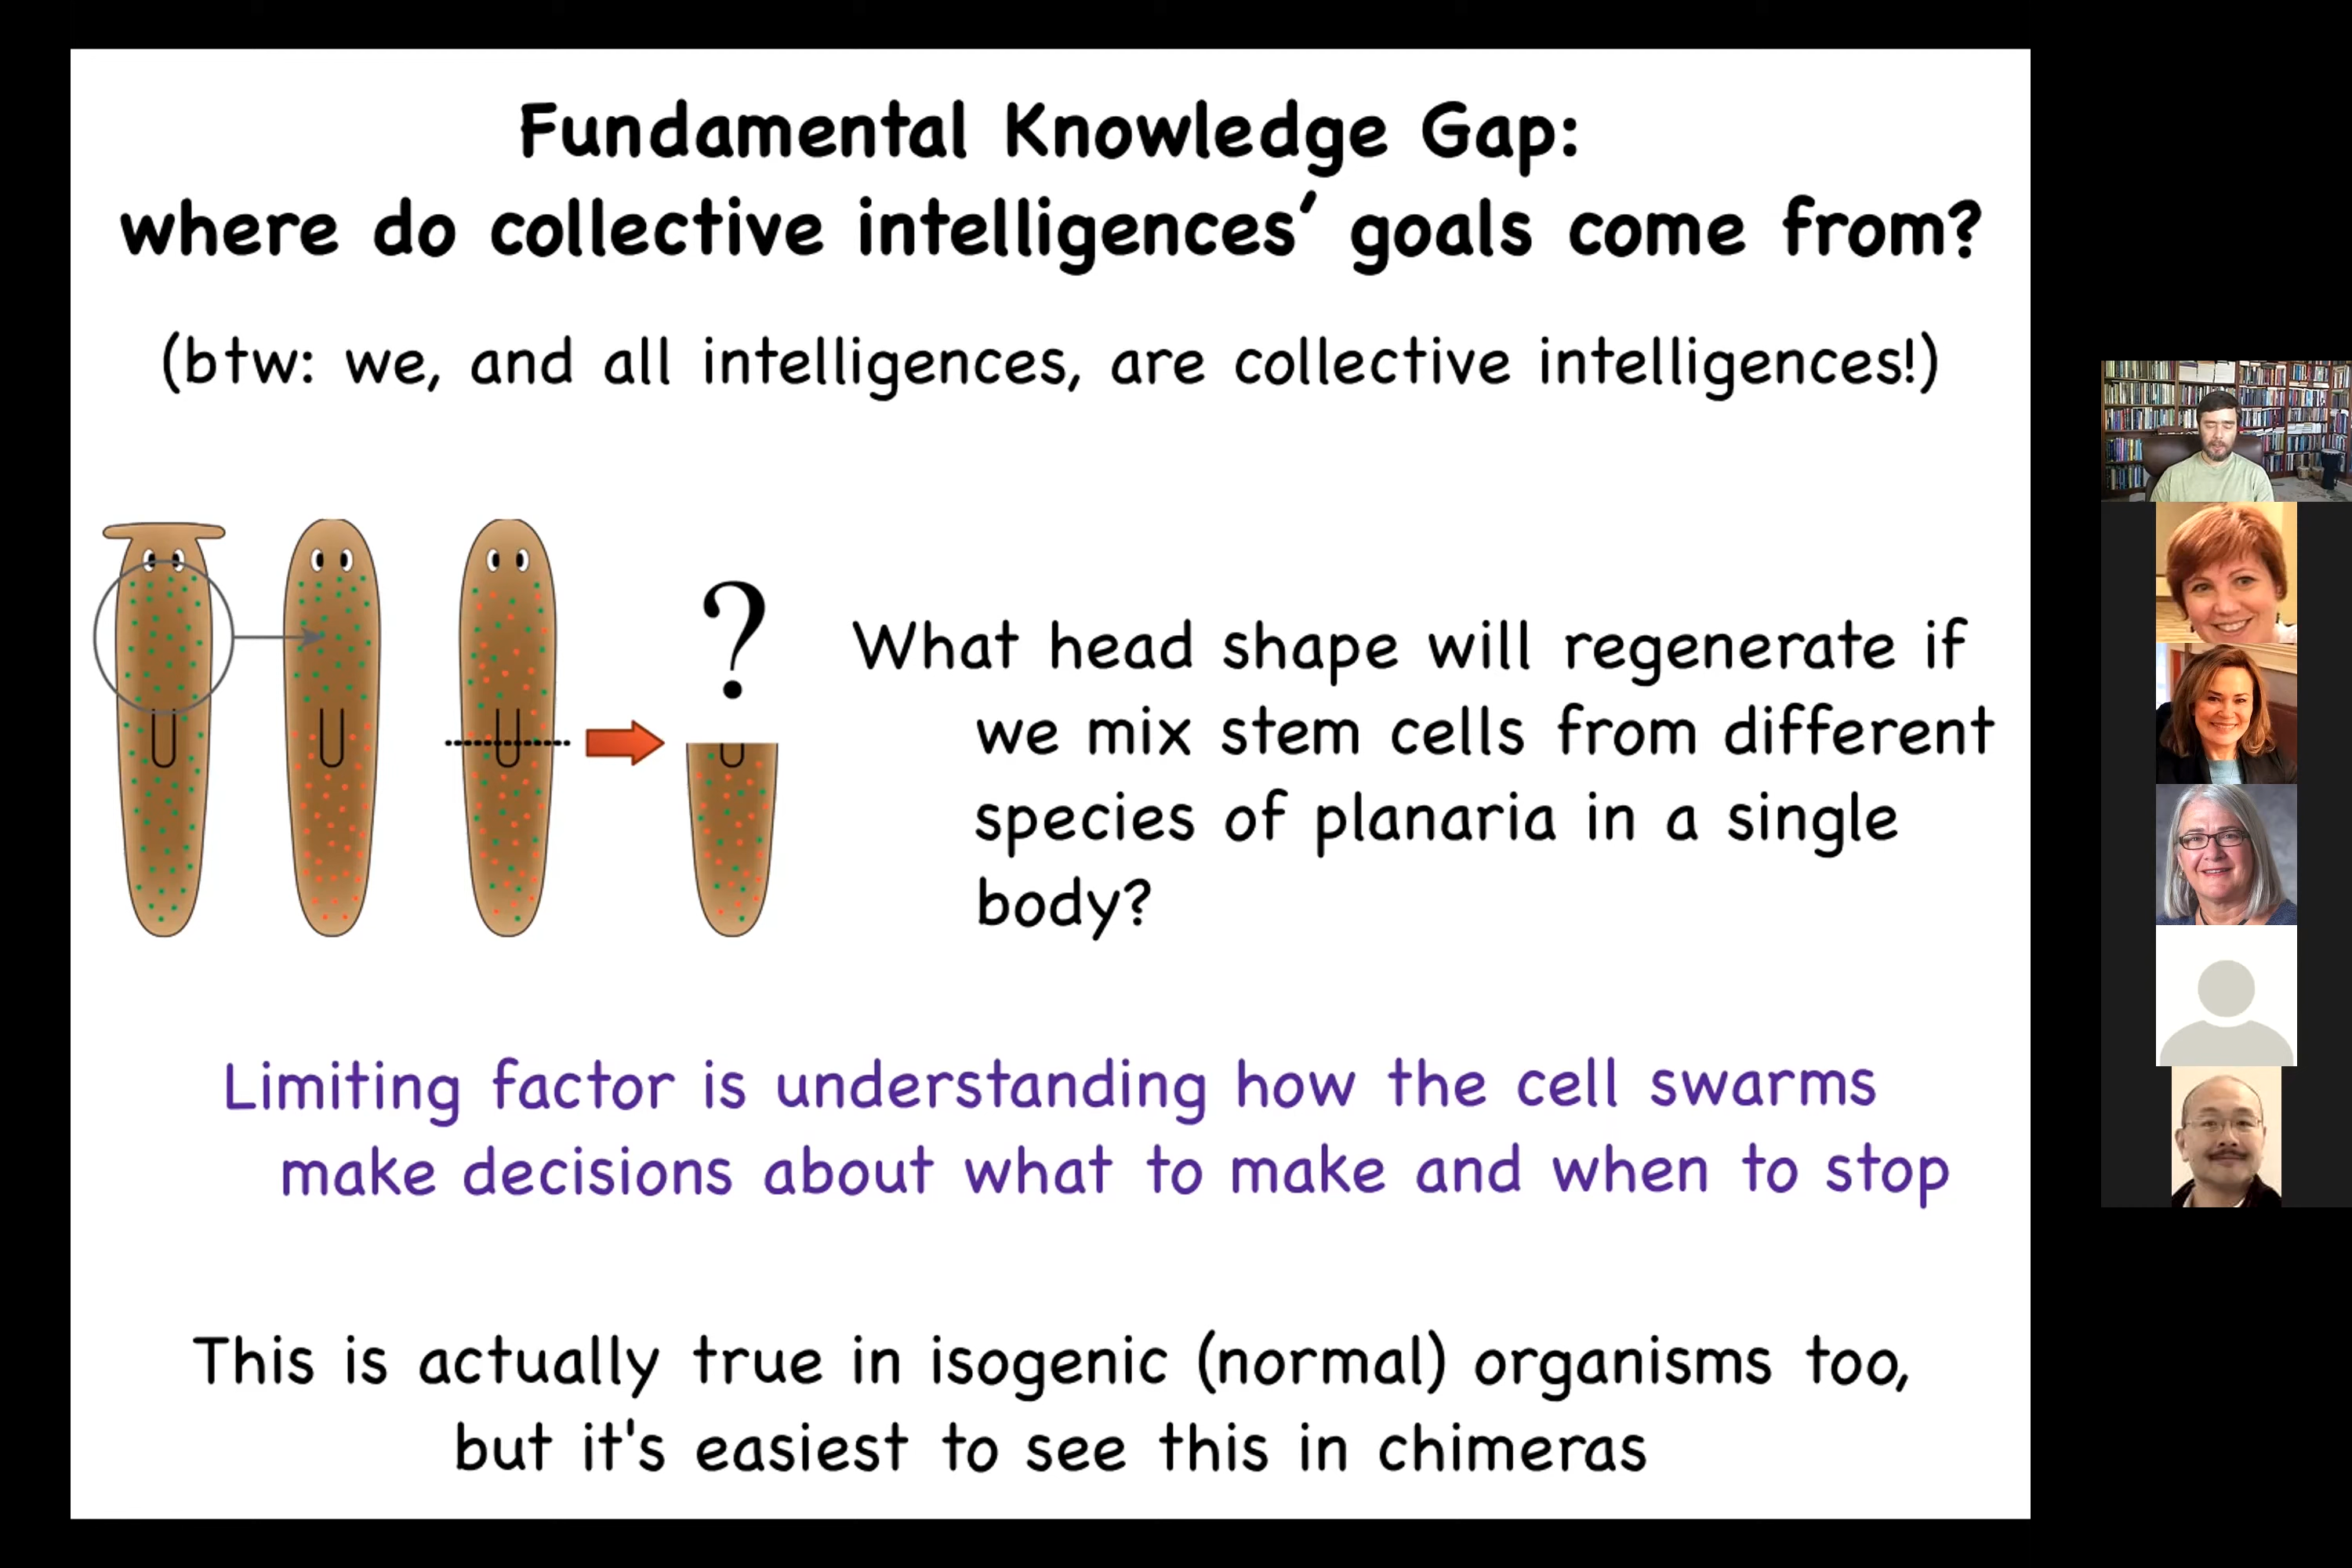 Fundamental Knowledge Gap:
where do collective intelligences’ goals come from?
(btw: we, and all intelligences, are collective intelligences!)
?
What head shape will regenerate if
we mix stem cells from different
species of planaria in a single
body?
Limiting factor is understanding how the cell swarms
make decisions about what to make and when to stop
This is actually true in isogenic (normal) organisms too,
but it's easiest to see this in chimeras